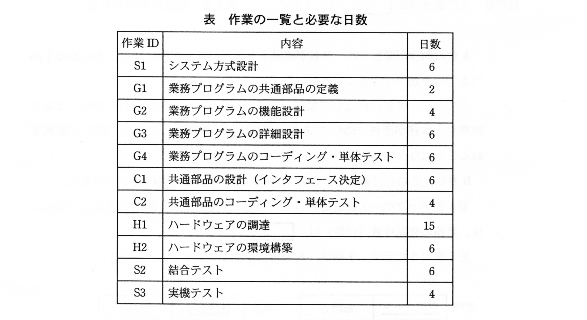 表 作業の一覧と必要な日数
作業 ID 内容 日数
S1 システム方式設計 6
G1 業務プログラムの共通部品の定義 2
G2 業務プログラムの機能設計 4
G3 業務プログラムの詳細設計 6
G4 業務プログラムのコーディング・単体テスト 6
C1 共通部品の設計（インタフェース決定） 6
C2 共通部品のコーディング・単体テスト 4
H1 ハードウェアの調達 15
H2 ハードウェアの環境構築 6
S2 結合テスト 6
S3 実機テスト 4